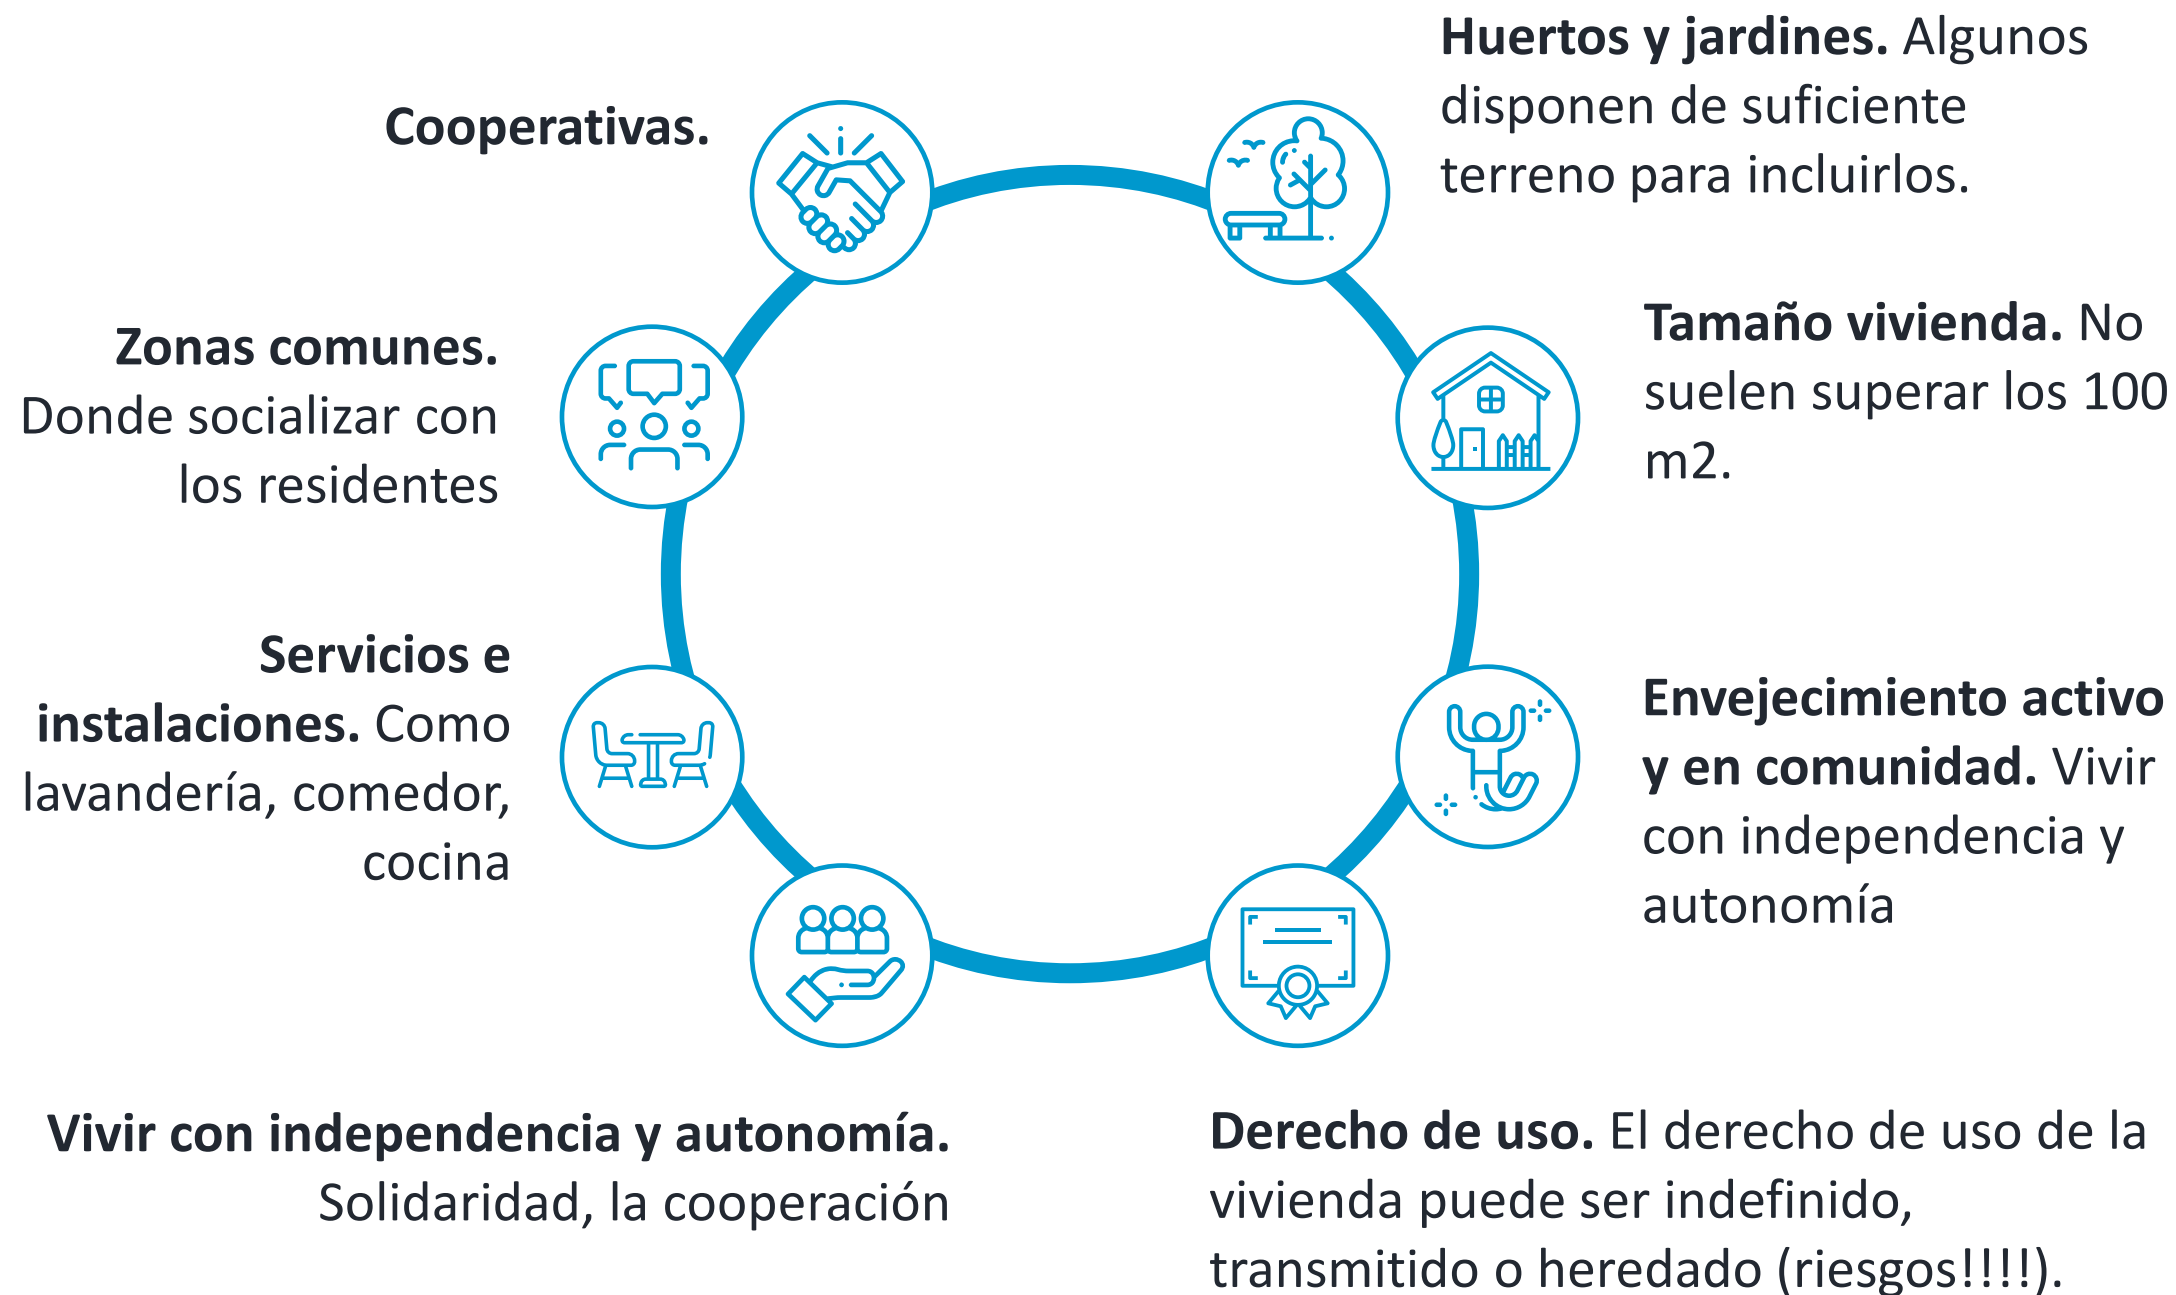 Cooperativas.
Huertos y jardines. Algunos
disponen de suficiente
terreno para incluirlos.
Zonas comunes.
Donde socializar con
los residentes
Tamaño vivienda. No
suelen superar los 100
m2.
Servicios e
instalaciones. Como
lavandería, comedor,
cocina
Envejecimiento activo
y en comunidad. Vivir
con independencia y
autonomía
Vivir con independencia y autonomía.
Solidaridad, la cooperación
Derecho de uso. El derecho de uso de la
vivienda puede ser indefinido,
transmitido o heredado (riesgos!!!!).